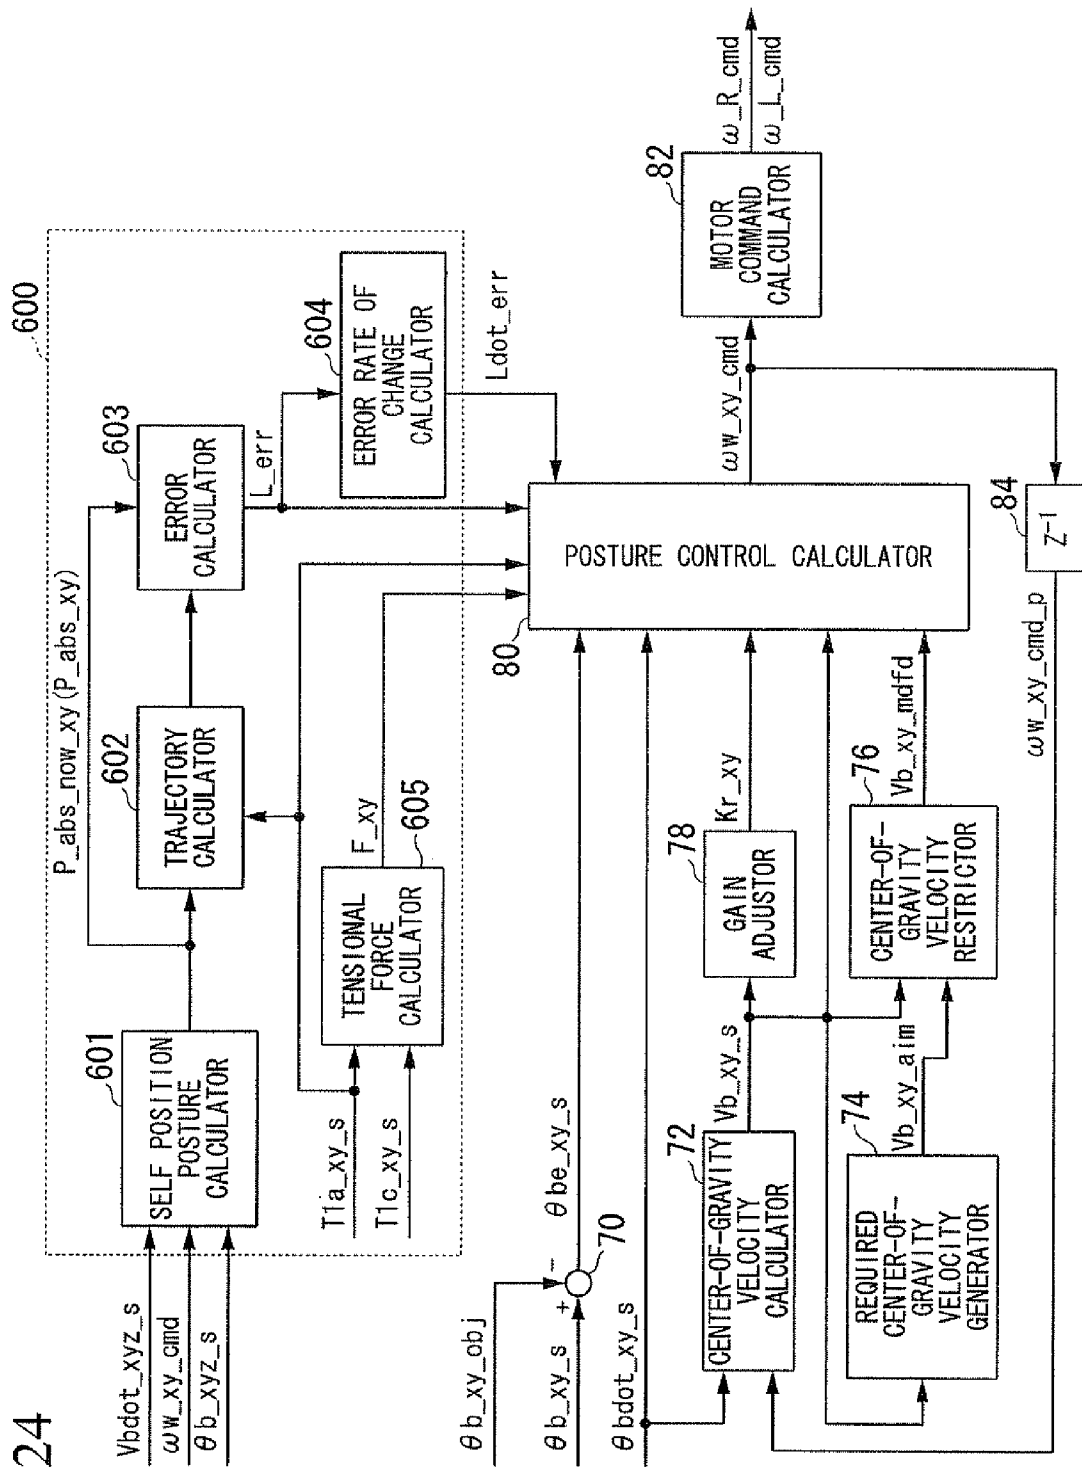 24
600
Vbdot_xyz_s
ωw_xy_cmd
θb_xyz_s
601
SELF POSITION
POSTURE
CALCULATOR
P_abs_now_xy(P_abs_xy)
602
TRAJECTORY
CALCULATOR
603
ERROR
CALCULATOR
L_err
604
ERROR RATE OF
CHANGE
CALCULATOR
Ldot_err
T1a_xy_s
T1c_xy_s
TENSIONAL
FORCE
CALCULATOR
605
F_xy
θb_xy_obj
θb_xy_s
θbdot_xy_s
+
-
70
θbe_xy_s
80
POSTURE CONTROL CALCULATOR
72
CENTER-OF-GRAVITY
VELOCITY
CALCULATOR
Vb_xy_s
78
GAIN
ADJUSTOR
Kr_xy
74
REQUIRED
CENTER-OF-
GRAVITY
VELOCITY
GENERATOR
Vb_xy_aim
76
CENTER-OF-
GRAVITY
VELOCITY
RESTRICTOR
Vb_xy_mdfd
ωw_xy_cmd
82
MOTOR
COMMAND
CALCULATOR
ω_R_cmd
ω_L_cmd
84
Z-1
ωw_xy_cmd_p